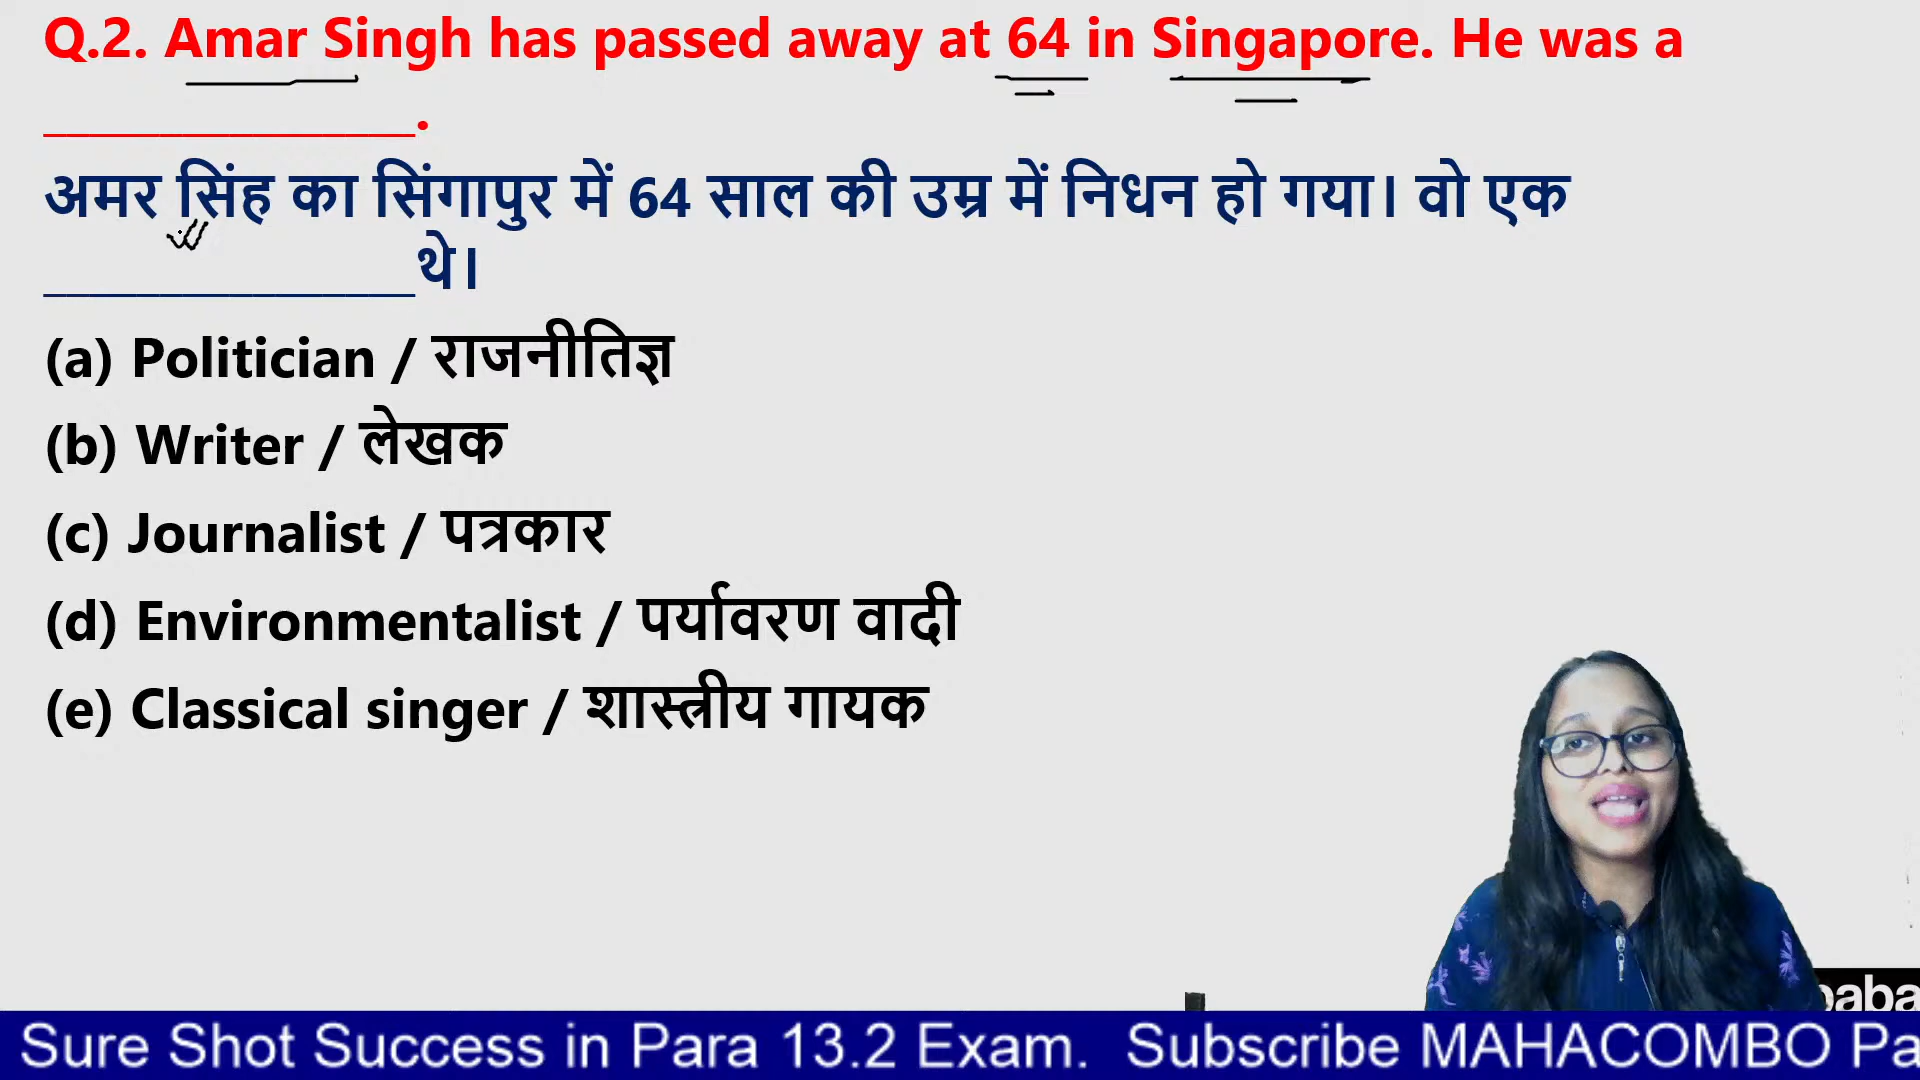 Q.2. Amar Singh has passed away at 64 in Singapore. He was a
________________.
अमर सिंह का सिंगापुर में 64 साल की उम्र में निधन हो गया। वो एक
________________थे।
(a) Politician / राजनीतिज्ञ
(b) Writer / लेखक
(c) Journalist / पत्रकार
(d) Environmentalist / पर्यावरण वादी
(e) Classical singer / शास्त्रीय गायक
Sure Shot Success in Para 13.2 Exam. Subscribe MAHACOMBO Pa